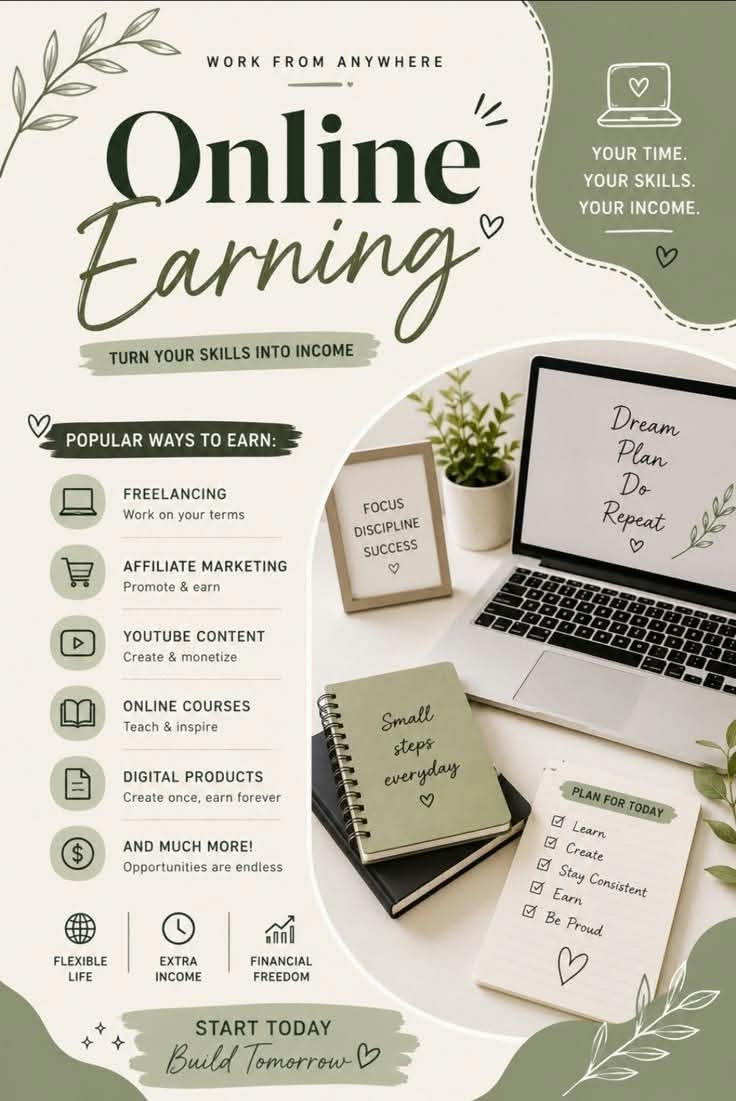 WORK FROM ANYWHERE
Online
Earning
TURN YOUR SKILLS INTO INCOME
YOUR TIME.
YOUR SKILLS.
YOUR INCOME.
POPULAR WAYS TO EARN:
FREELANCING
Work on your terms
AFFILIATE MARKETING
Promote & earn
YOUTUBE CONTENT
Create & monetize
ONLINE COURSES
Teach & inspire
DIGITAL PRODUCTS
Create once, earn forever
AND MUCH MORE!
Opportunities are endless
FOCUS
DISCIPLINE
SUCCESS
Dream
Plan
Do
Repeat
Small
steps
everyday
PLAN FOR TODAY
Learn
Create
Stay Consistent
Earn
Be Proud
FLEXIBLE
LIFE
EXTRA
INCOME
FINANCIAL
FREEDOM
START TODAY
Build Tomorrow